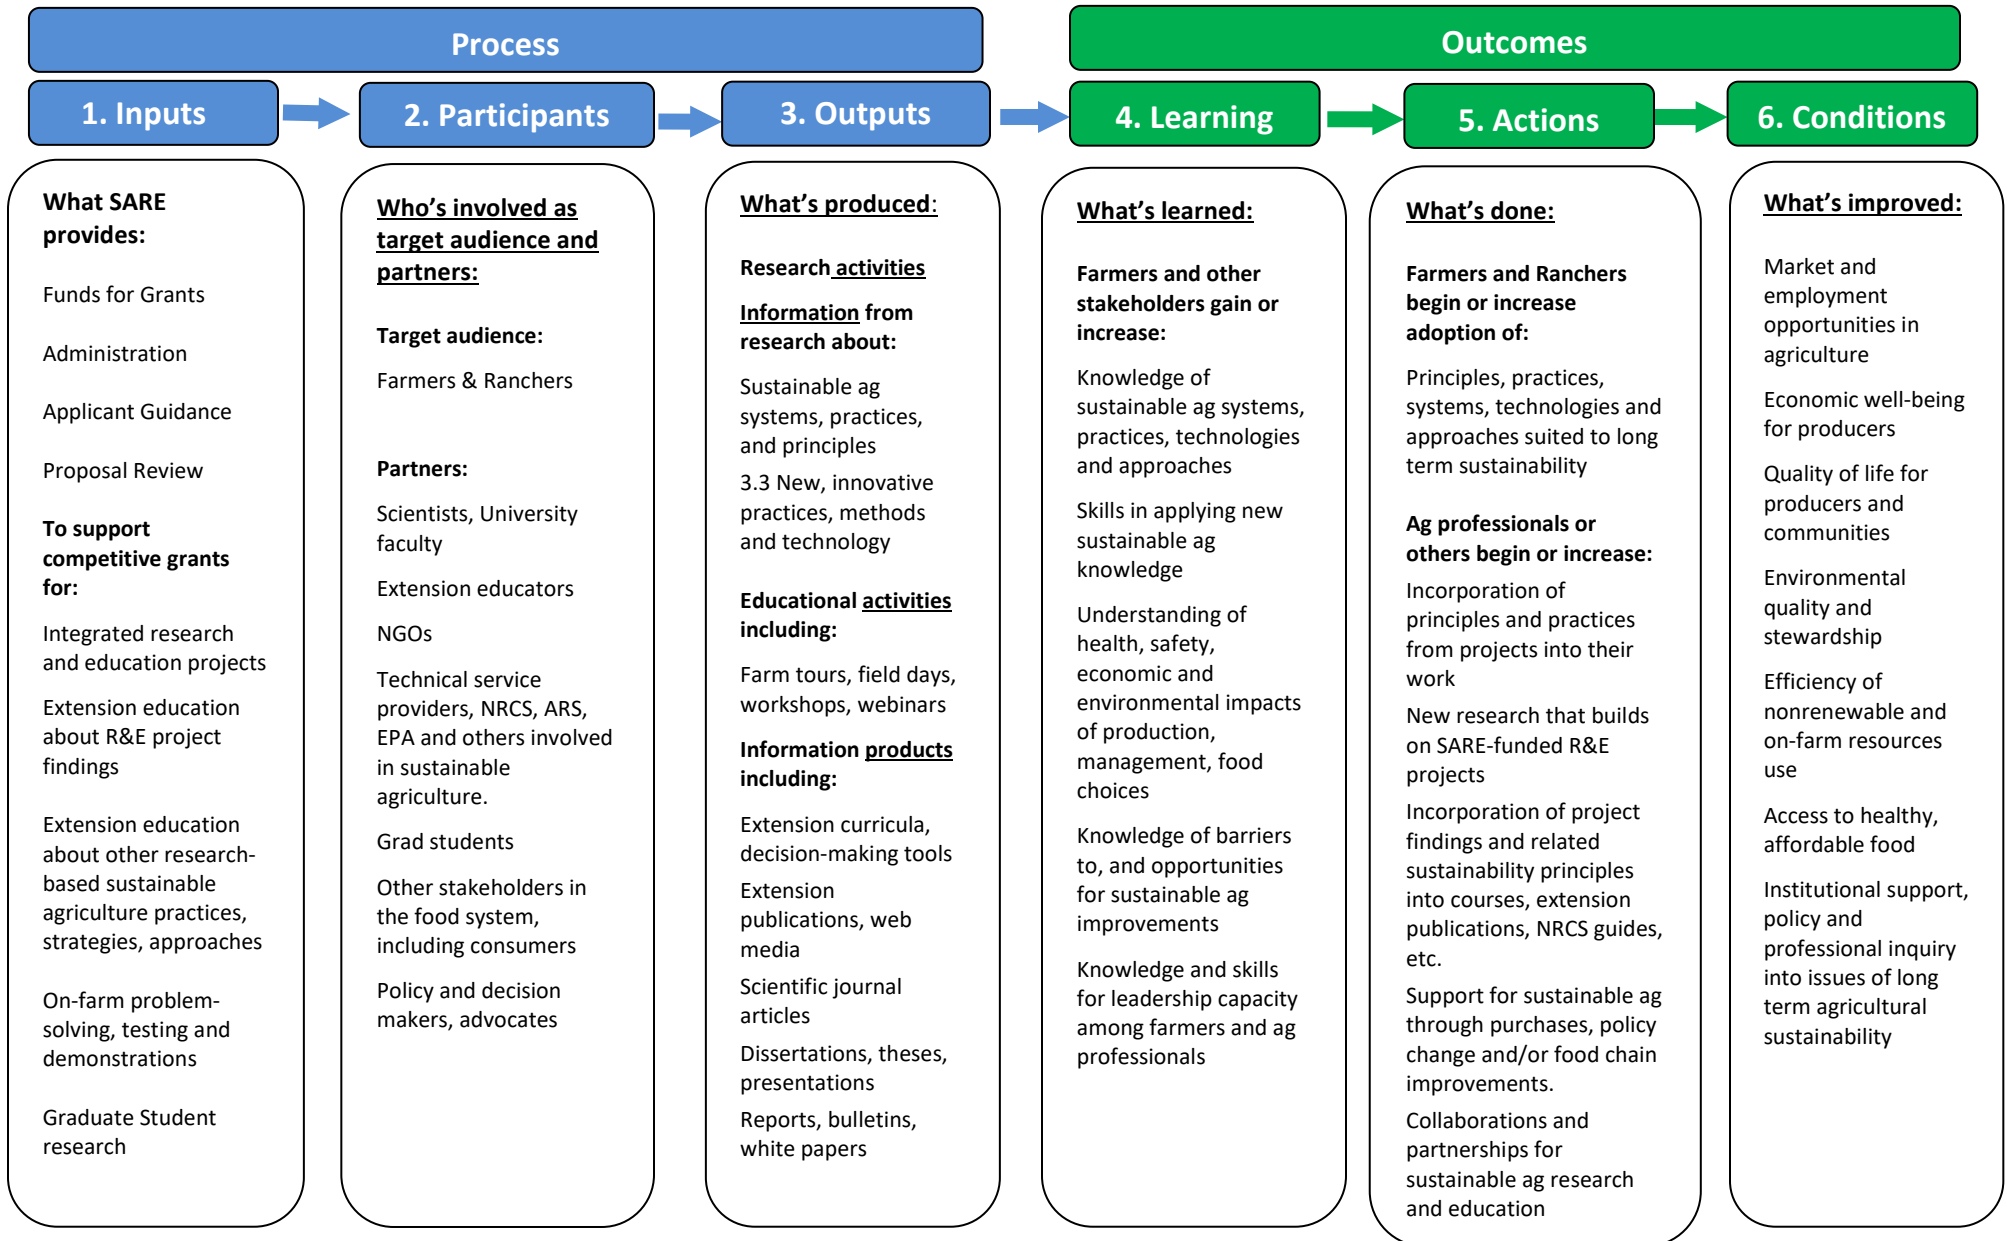 Process
Outcomes
1. Inputs
2. Participants
3. Outputs
4. Learning
5. Actions
6. Conditions
What SARE
provides:
Funds for Grants
Administration
Applicant Guidance
Proposal Review
To support
competitive grants
for:
Integrated research
and education projects
Extension education
about R&E project
findings
Extension education
about other research-
based sustainable
agriculture practices,
strategies, approaches
On-farm problem-
solving, testing and
demonstrations
Graduate Student
research
Who's involved as
target audience and
partners:
Target audience:
Farmers & Ranchers
Partners:
Scientists, University
faculty
Extension educators
NGOs
Technical service
providers, NRCS, ARS,
EPA and others involved
in sustainable
agriculture.
Grad students
Other stakeholders in
the food system,
including consumers
Policy and decision
makers, advocates
What's produced:
Research activities
Information from
research about:
Sustainable ag
systems, practices,
and principles
3.3 New, innovative
practices, methods
and technology
Educational activities
including:
Farm tours, field days,
workshops, webinars
Information products
including:
Extension curricula,
decision-making tools
Extension
publications, web
media
Scientific journal
articles
Dissertations, theses,
presentations
Reports, bulletins,
white papers
What's learned:
Farmers and other
stakeholders gain or
increase:
Knowledge of
sustainable ag systems,
practices, technologies
and approaches
Skills in applying new
sustainable ag
knowledge
Understanding of
health, safety,
economic and
environmental impacts
of production,
management, food
choices
Knowledge of barriers
to, and opportunities
for sustainable ag
improvements
Knowledge and skills
for leadership capacity
among farmers and ag
professionals
What's done:
Farmers and Ranchers
begin or increase
adoption of:
Principles, practices,
systems, technologies and
approaches suited to long
term sustainability
Ag professionals or
others begin or increase:
Incorporation of
principles and practices
from projects into their
work
New research that builds
on SARE-funded R&E
projects
Incorporation of project
findings and related
sustainability principles
into courses, extension
publications, NRCS guides,
etc.
Support for sustainable ag
through purchases, policy
change and/or food chain
improvements.
Collaborations and
partnerships for
sustainable ag research
and education
What's improved:
Market and
employment
opportunities in
agriculture
Economic well-being
for producers
Quality of life for
producers and
communities
Environmental
quality and
stewardship
Efficiency of
nonrenewable and
on-farm resources
use
Access to healthy,
affordable food
Institutional support,
policy and
professional inquiry
into issues of long
term agricultural
sustainability